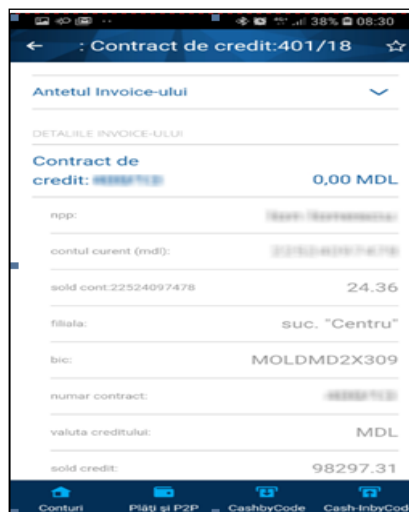 38% 08:30
: Contract de credit:401/18
Antetul Invoice-ului
DETALIILE INVOICE-ULUI
Contract de
credit: 0,00 MDL
npp:
contul curent (mdl): 22524097478
sold cont:22524097478 24.36
filiala: suc. "Centru"
bic: MOLDMD2X309
numar contract:
valuta creditului: MDL
sold credit: 98297.31
Conturi Plăți și P2P CashbyCode Cash-InbyCod